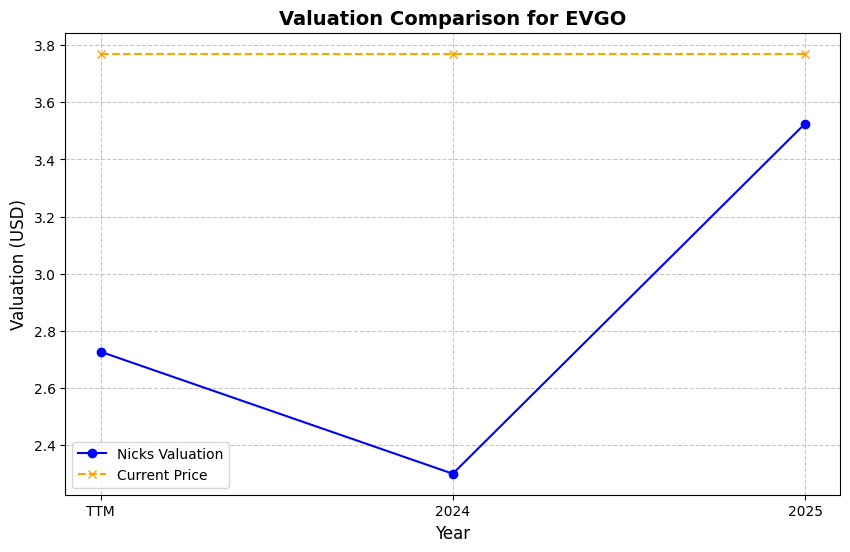 Valuation Comparison for EVGO
Valuation (USD)
3.8
3.6
3.4
3.2
3.0
2.8
2.6
2.4
Nicks Valuation
Current Price
TTM
2024
2025
Year